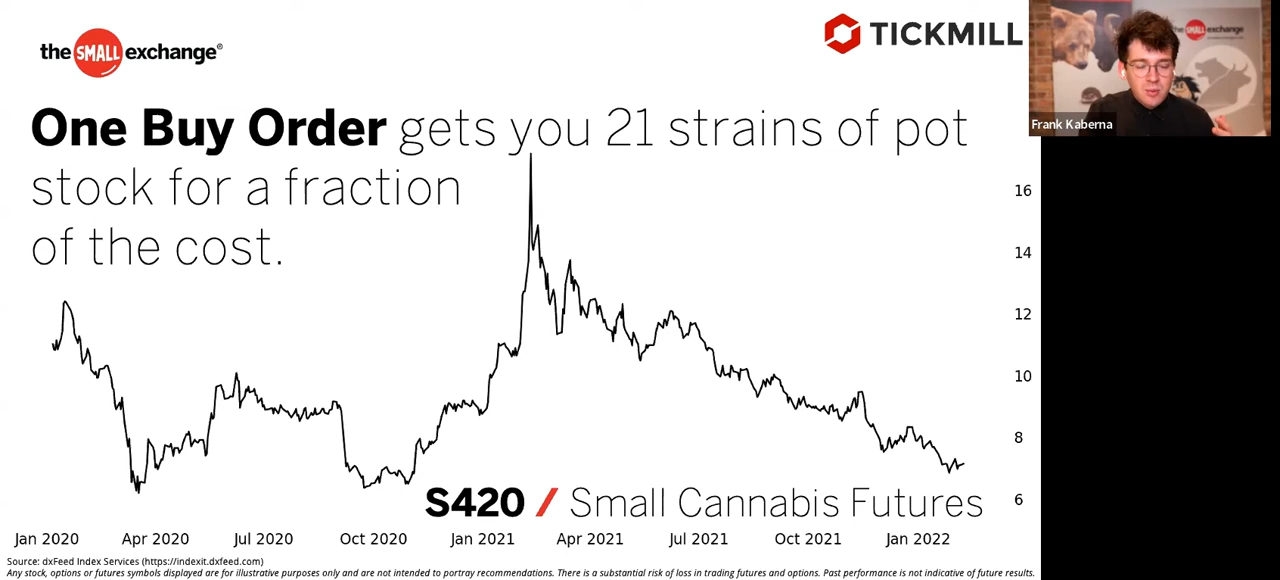 the SMALL exchange®
TICKMILL
the SMALL exchange
Frank Kaberna
One Buy Order gets you 21 strains of pot
stock for a fraction
of the cost.
16
14
12
10
8
6
S420 / Small Cannabis Futures
Jan 2020 Apr 2020 Jul 2020 Oct 2020 Jan 2021 Apr 2021 Jul 2021 Oct 2021 Jan 2022
Source: dxFeed Index Services (https://indexit.dxfeed.com)
Any stock, options or futures symbols displayed are for illustrative purposes only and are not intended to portray recommendations. There is a substantial risk of loss in trading futures and options. Past performance is not indicative of future results.